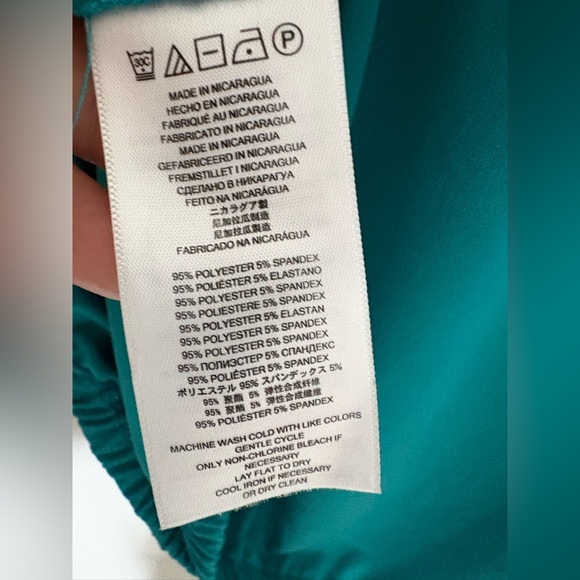 30C P
MADE IN NICARAGUA
HECHO EN NICARAGUA
FABRIQUÉ AU NICARAGUA
FABBRICATO IN NICARAGUA
MADE IN NICARAGUA
GEFABRICEERD IN NICARAGUA
FREMSTILLET I NICARAGUA
СДЕЛАНО В НИКАРАГУА
FEITO NA NICARÁGUA
ニカラグア製
尼加拉瓜制造
尼加拉瓜製造
FABRICADO NA NICARÁGUA
95% POLYESTER 5% SPANDEX
95% POLIÉSTER 5% ELASTANO
95% POLYESTER 5% SPANDEX
95% POLIESTERE 5% SPANDEX
95% POLYESTER 5% ELASTAN
95% POLYESTER 5% SPANDEX
95% POLYESTER 5% SPANDEX
95% ПОЛИЭСТЕР 5% СПАНДЕКС
95% POLIÉSTER 5% SPANDEX
ポリエステル 95% スパンデックス 5%
95% 聚酯 5% 弹性合成纤维
95% 聚酯 5% 弹性合成纖維
95% POLIÉSTER 5% SPANDEX
MACHINE WASH COLD WITH LIKE COLORS
GENTLE CYCLE
ONLY NON-CHLORINE BLEACH IF
NECESSARY
LAY FLAT TO DRY
COOL IRON IF NECESSARY
OR DRY CLEAN